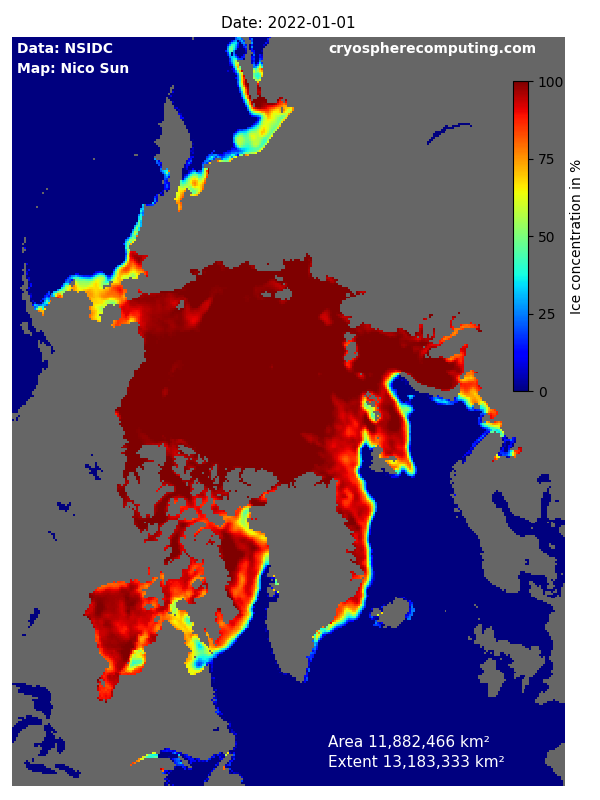 Date: 2022-01-01
Data: NSIDC
Map: Nico Sun
cryospherecomputing.com
100
75
50
25
0
Ice concentration in %
Area 11,882,466 km²
Extent 13,183,333 km²